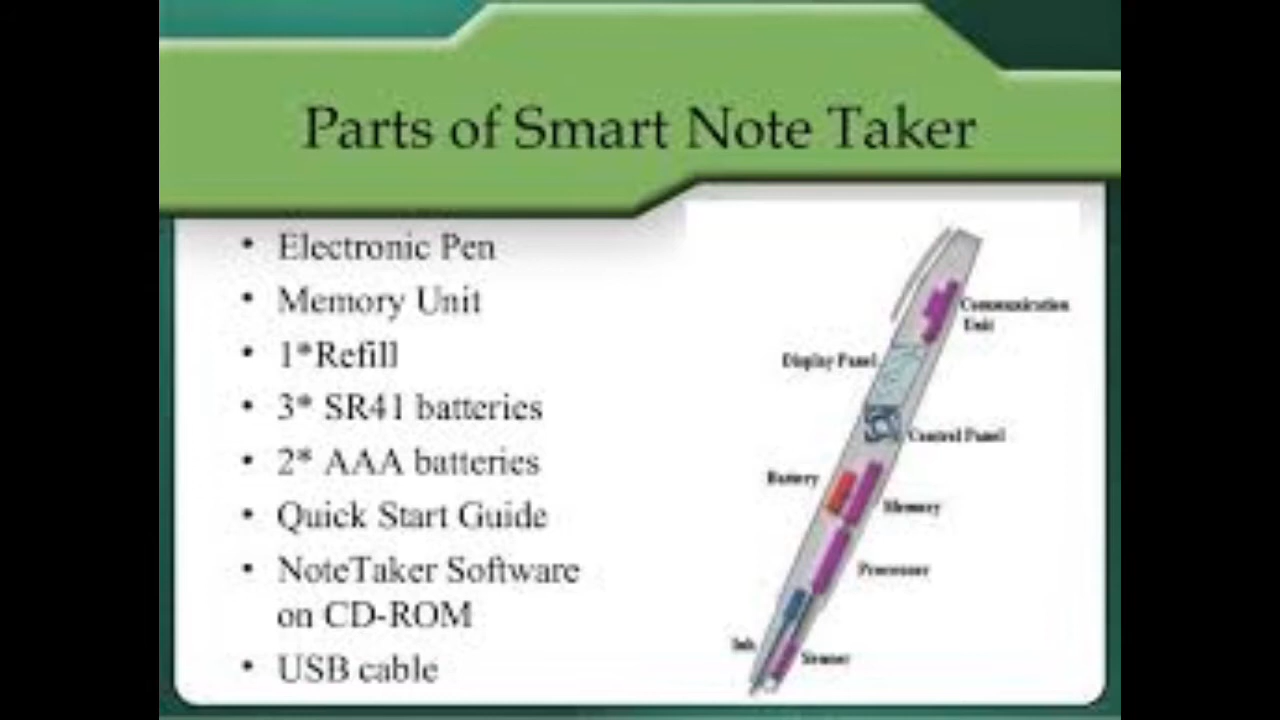 Parts of Smart Note Taker
• Electronic Pen
• Memory Unit
• 1*Refill
• 3* SR41 batteries
• 2* AAA batteries
• Quick Start Guide
• NoteTaker Software
on CD-ROM
• USB cable
Communication
Unit
Display Panel
Control Panel
Battery
Memory
Processor
Ink